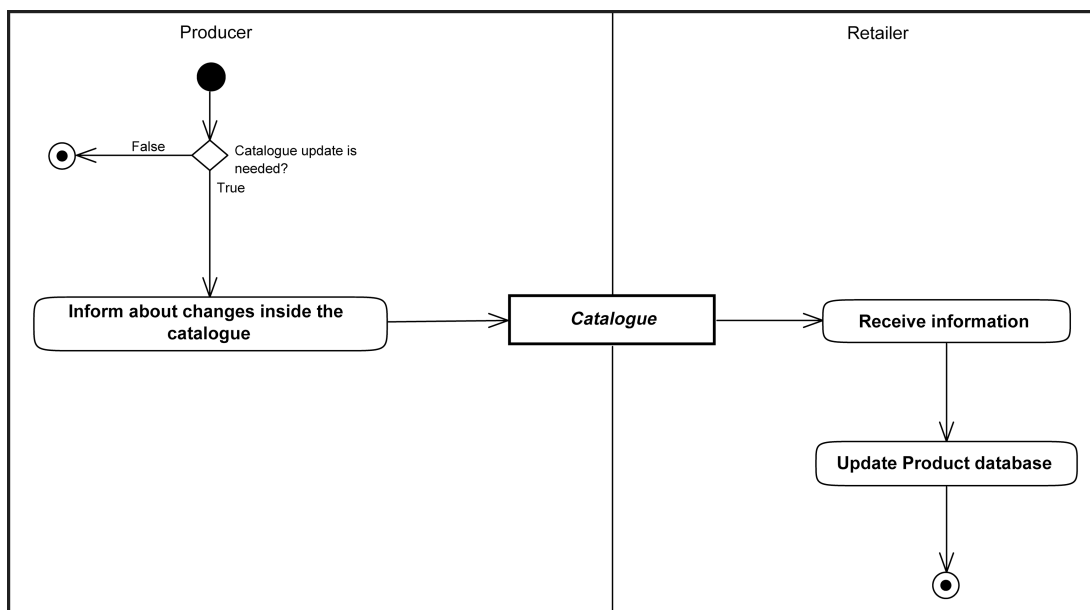 Producer
Retailer
False
Catalogue update is
needed?
True
Inform about changes inside the
catalogue
Catalogue
Receive information
Update Product database